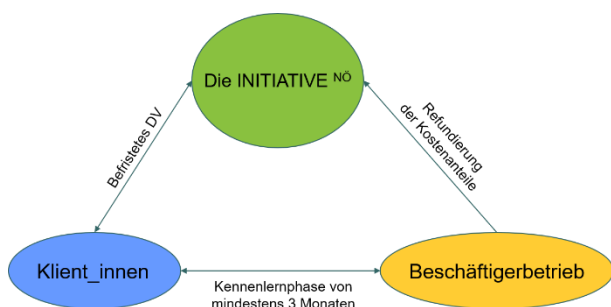 Die INITIATIVE NÖ
Befristetes DV
Refundierung
der Kostenanteile
Klient_innen
Beschäftigerbetrieb
Kennenlernphase von
mindestens 3 Monaten